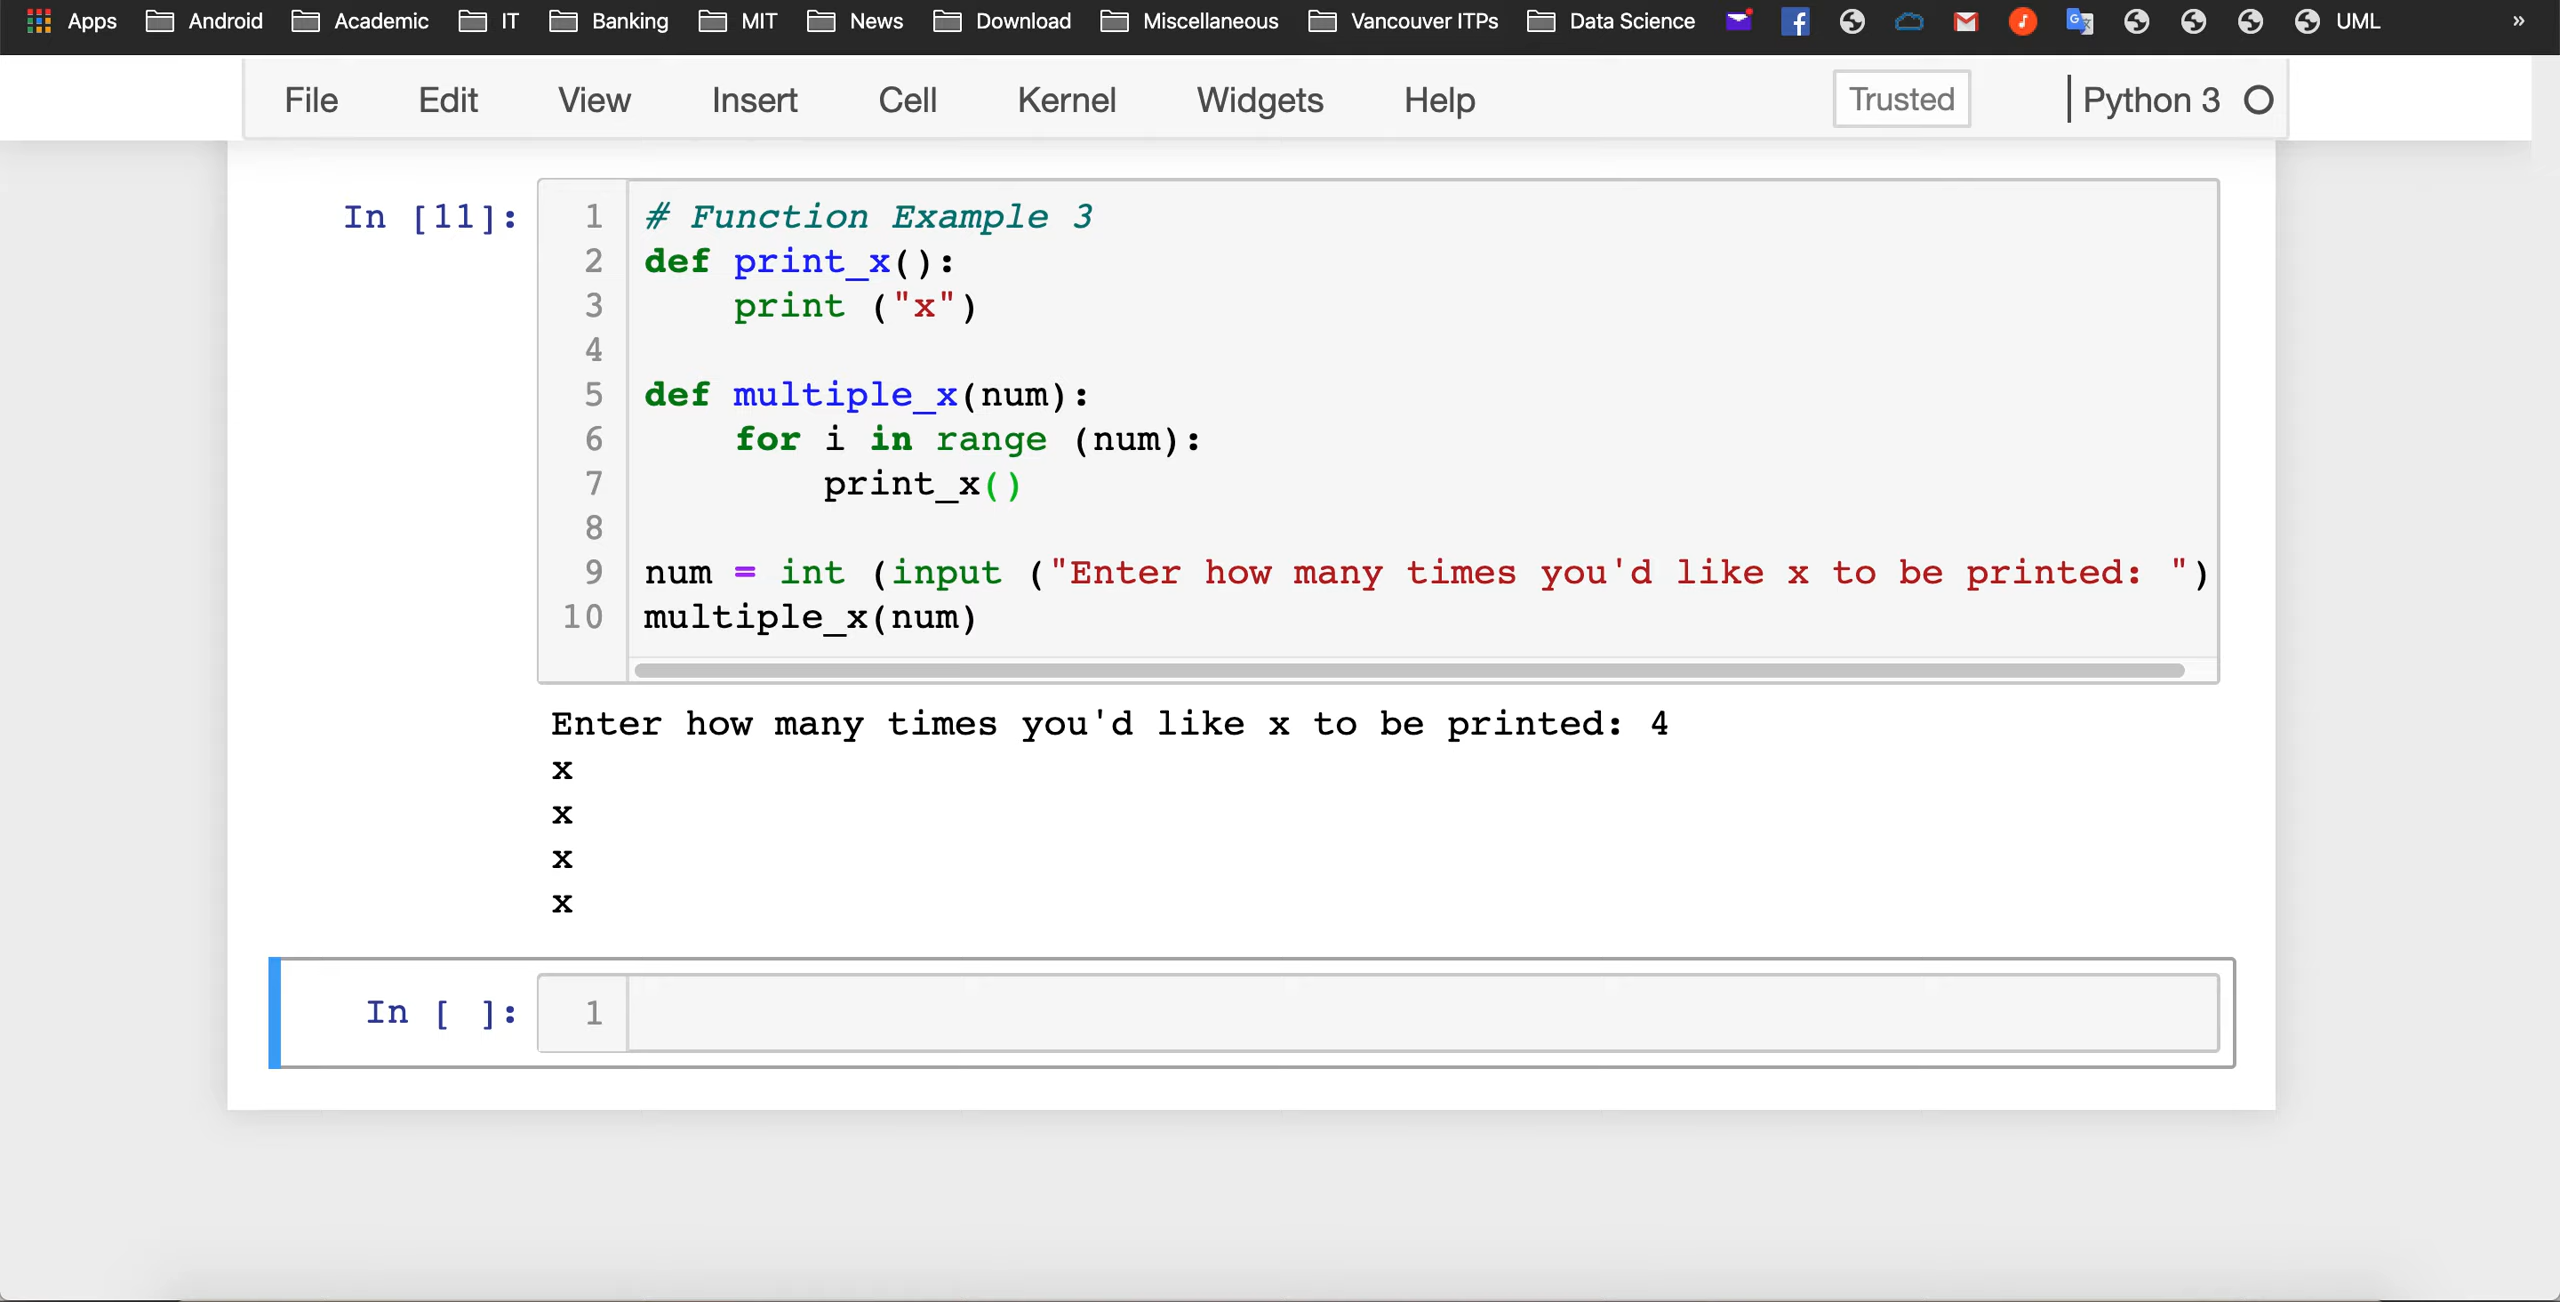 Apps Android Academic IT Banking MIT News Download Miscellaneous Vancouver ITPs Data Science UML »
File Edit View Insert Cell Kernel Widgets Help Trusted Python 3
In [11]:
1 # Function Example 3
2 def print_x():
3     print ("x")
4
5 def multiple_x(num):
6     for i in range (num):
7         print_x()
8
9 num = int (input ("Enter how many times you'd like x to be printed: ")
10 multiple_x(num)
Enter how many times you'd like x to be printed: 4
x
x
x
x
In [ ]: 1